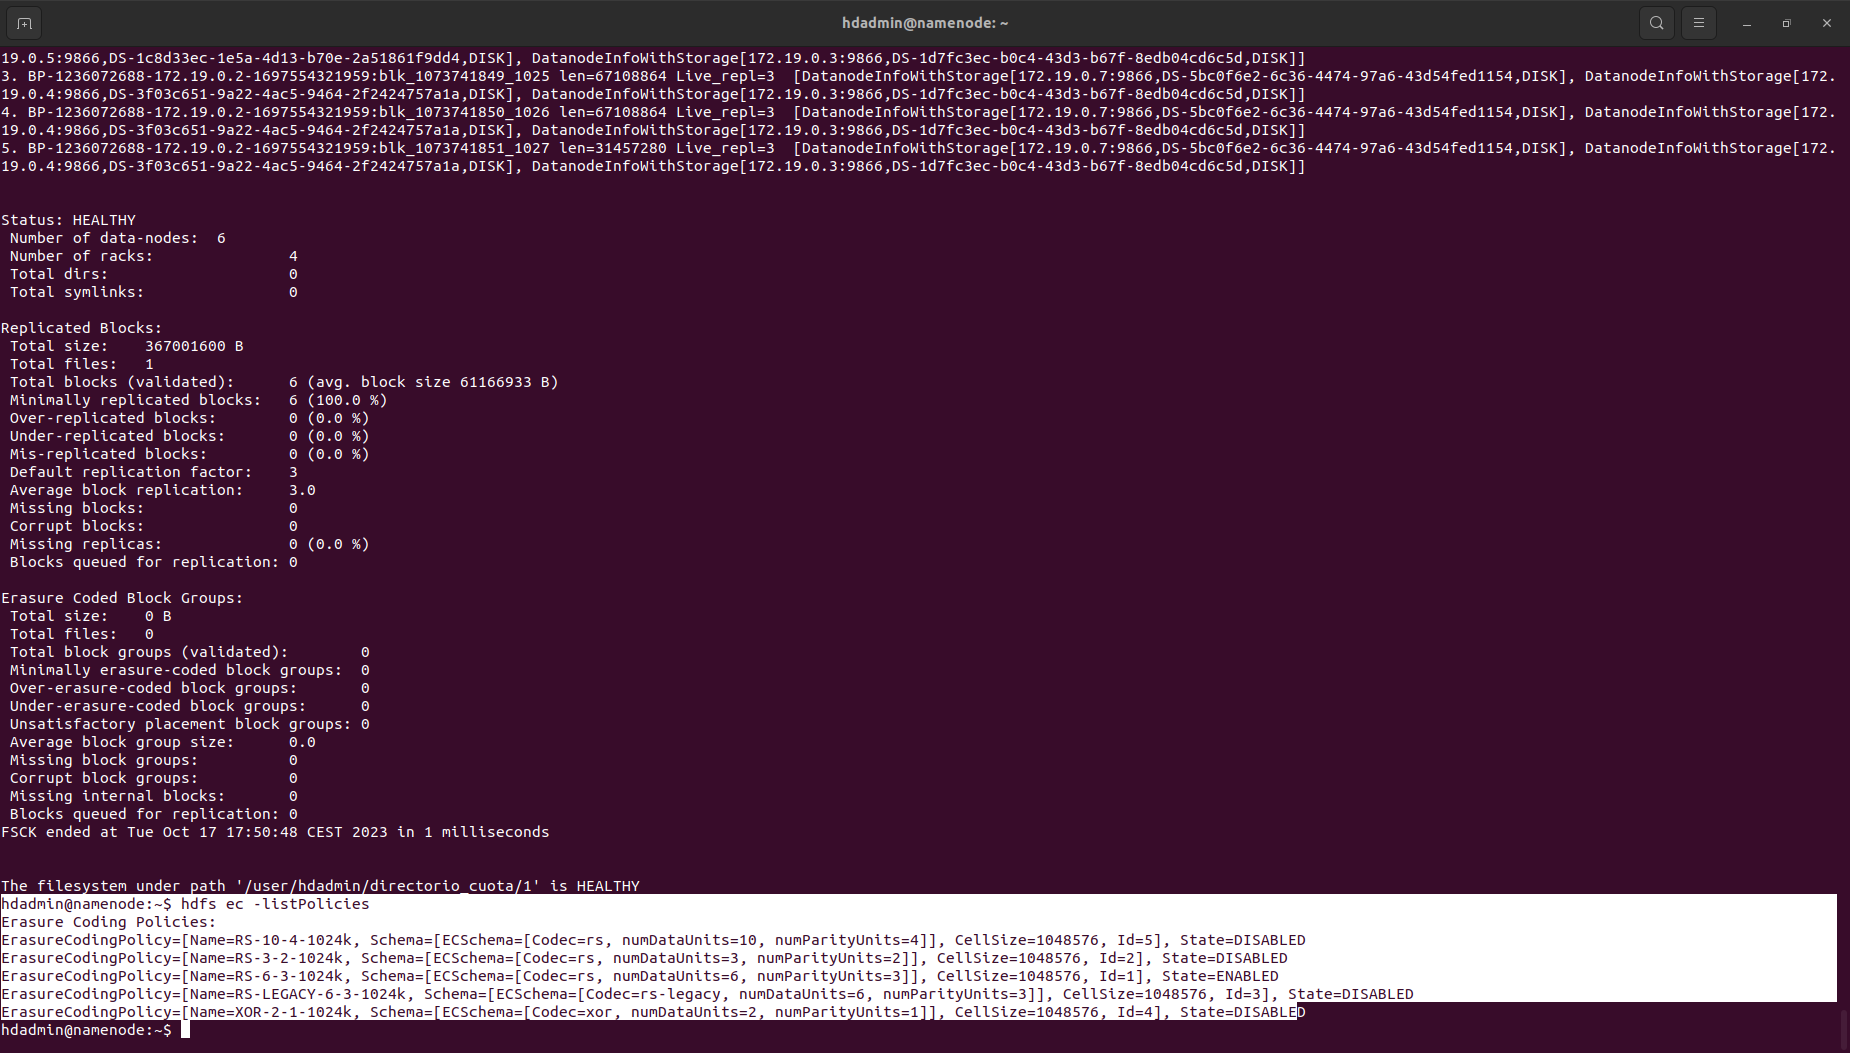 hdadmin@namenode: ~
19.0.5:9866,DS-1c8d33ec-1e5a-4d13-b70e-2a51861f9dd4,DISK], DatanodeInfoWithStorage[172.19.0.3:9866,DS-1d7fc3ec-b0c4-43d3-b67f-8edb04cd6c5d,DISK]]
3. BP-1236072688-172.19.0.2-1697554321959:blk_1073741849_1025 len=67108864 Live_repl=3  [DatanodeInfoWithStorage[172.19.0.7:9866,DS-5bc0f6e2-6c36-4474-97a6-43d54fed1154,DISK], DatanodeInfoWithStorage[172.
19.0.4:9866,DS-3f03c651-9a22-4ac5-9464-2f2424757a1a,DISK], DatanodeInfoWithStorage[172.19.0.3:9866,DS-1d7fc3ec-b0c4-43d3-b67f-8edb04cd6c5d,DISK]]
4. BP-1236072688-172.19.0.2-1697554321959:blk_1073741850_1026 len=67108864 Live_repl=3  [DatanodeInfoWithStorage[172.19.0.7:9866,DS-5bc0f6e2-6c36-4474-97a6-43d54fed1154,DISK], DatanodeInfoWithStorage[172.
19.0.4:9866,DS-3f03c651-9a22-4ac5-9464-2f2424757a1a,DISK], DatanodeInfoWithStorage[172.19.0.3:9866,DS-1d7fc3ec-b0c4-43d3-b67f-8edb04cd6c5d,DISK]]
5. BP-1236072688-172.19.0.2-1697554321959:blk_1073741851_1027 len=31457280 Live_repl=3  [DatanodeInfoWithStorage[172.19.0.7:9866,DS-5bc0f6e2-6c36-4474-97a6-43d54fed1154,DISK], DatanodeInfoWithStorage[172.
19.0.4:9866,DS-3f03c651-9a22-4ac5-9464-2f2424757a1a,DISK], DatanodeInfoWithStorage[172.19.0.3:9866,DS-1d7fc3ec-b0c4-43d3-b67f-8edb04cd6c5d,DISK]]
Status: HEALTHY
Number of data-nodes:  6
Number of racks:               4
Total dirs:                    0
Total symlinks:                0
Replicated Blocks:
Total size:    367001600 B
Total files:   1
Total blocks (validated):      6 (avg. block size 61166933 B)
Minimally replicated blocks:   6 (100.0 %)
Over-replicated blocks:        0 (0.0 %)
Under-replicated blocks:       0 (0.0 %)
Mis-replicated blocks:         0 (0.0 %)
Default replication factor:    3
Average block replication:     3.0
Missing blocks:                0
Corrupt blocks:                0
Missing replicas:              0 (0.0 %)
Blocks queued for replication: 0
Erasure Coded Block Groups:
Total size:    0 B
Total files:   0
Total block groups (validated):        0
Minimally erasure-coded block groups:  0
Over-erasure-coded block groups:       0
Under-erasure-coded block groups:      0
Unsatisfactory placement block groups: 0
Average block group size:      0.0
Missing block groups:          0
Corrupt block groups:          0
Missing internal blocks:       0
Blocks queued for replication: 0
FSCK ended at Tue Oct 17 17:50:48 CEST 2023 in 1 milliseconds
The filesystem under path '/user/hdadmin/directorio_cuota/1' is HEALTHY
hdadmin@namenode:~$ hdfs ec -listPolicies
Erasure Coding Policies:
ErasureCodingPolicy=[Name=RS-10-4-1024k, Schema=[ECSchema=[Codec=rs, numDataUnits=10, numParityUnits=4]], CellSize=1048576, Id=5], State=DISABLED
ErasureCodingPolicy=[Name=RS-3-2-1024k, Schema=[ECSchema=[Codec=rs, numDataUnits=3, numParityUnits=2]], CellSize=1048576, Id=2], State=DISABLED
ErasureCodingPolicy=[Name=RS-6-3-1024k, Schema=[ECSchema=[Codec=rs, numDataUnits=6, numParityUnits=3]], CellSize=1048576, Id=1], State=ENABLED
ErasureCodingPolicy=[Name=RS-LEGACY-6-3-1024k, Schema=[ECSchema=[Codec=rs-legacy, numDataUnits=6, numParityUnits=3]], CellSize=1048576, Id=3], State=DISABLED
ErasureCodingPolicy=[Name=XOR-2-1-1024k, Schema=[ECSchema=[Codec=xor, numDataUnits=2, numParityUnits=1]], CellSize=1048576, Id=4], State=DISABLED
hdadmin@namenode:~$